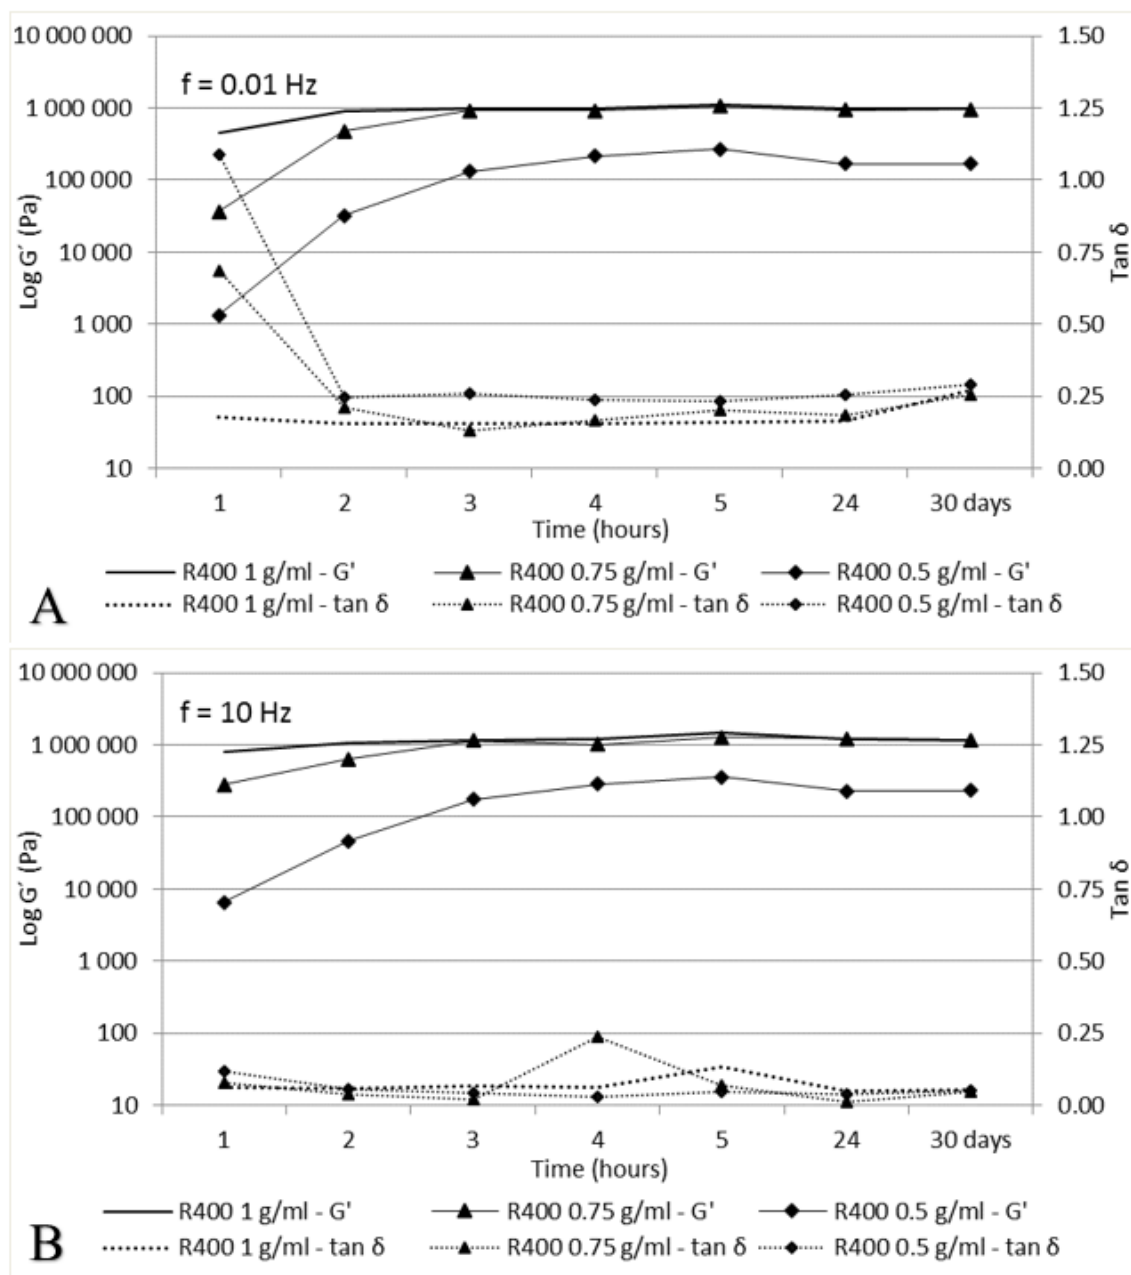 10 000 000 1.50
f = 0.01 Hz
1 000 000 1.25
100 000 1.00
Log G´ (Pa) Tan δ
10 000 0.75
1 000 0.50
100 0.25
10 0.00
1 2 3 4 5 24 30 days
Time (hours)
R400 1 g/ml - G' R400 0.75 g/ml - G' R400 0.5 g/ml - G'
R400 1 g/ml - tan δ R400 0.75 g/ml - tan δ R400 0.5 g/ml - tan δ
A
10 000 000 1.50
f = 10 Hz
1 000 000 1.25
100 000 1.00
Log G´ (Pa) Tan δ
10 000 0.75
1 000 0.50
100 0.25
10 0.00
1 2 3 4 5 24 30 days
Time (hours)
R400 1 g/ml - G' R400 0.75 g/ml - G' R400 0.5 g/ml - G'
R400 1 g/ml - tan δ R400 0.75 g/ml - tan δ R400 0.5 g/ml - tan δ
B